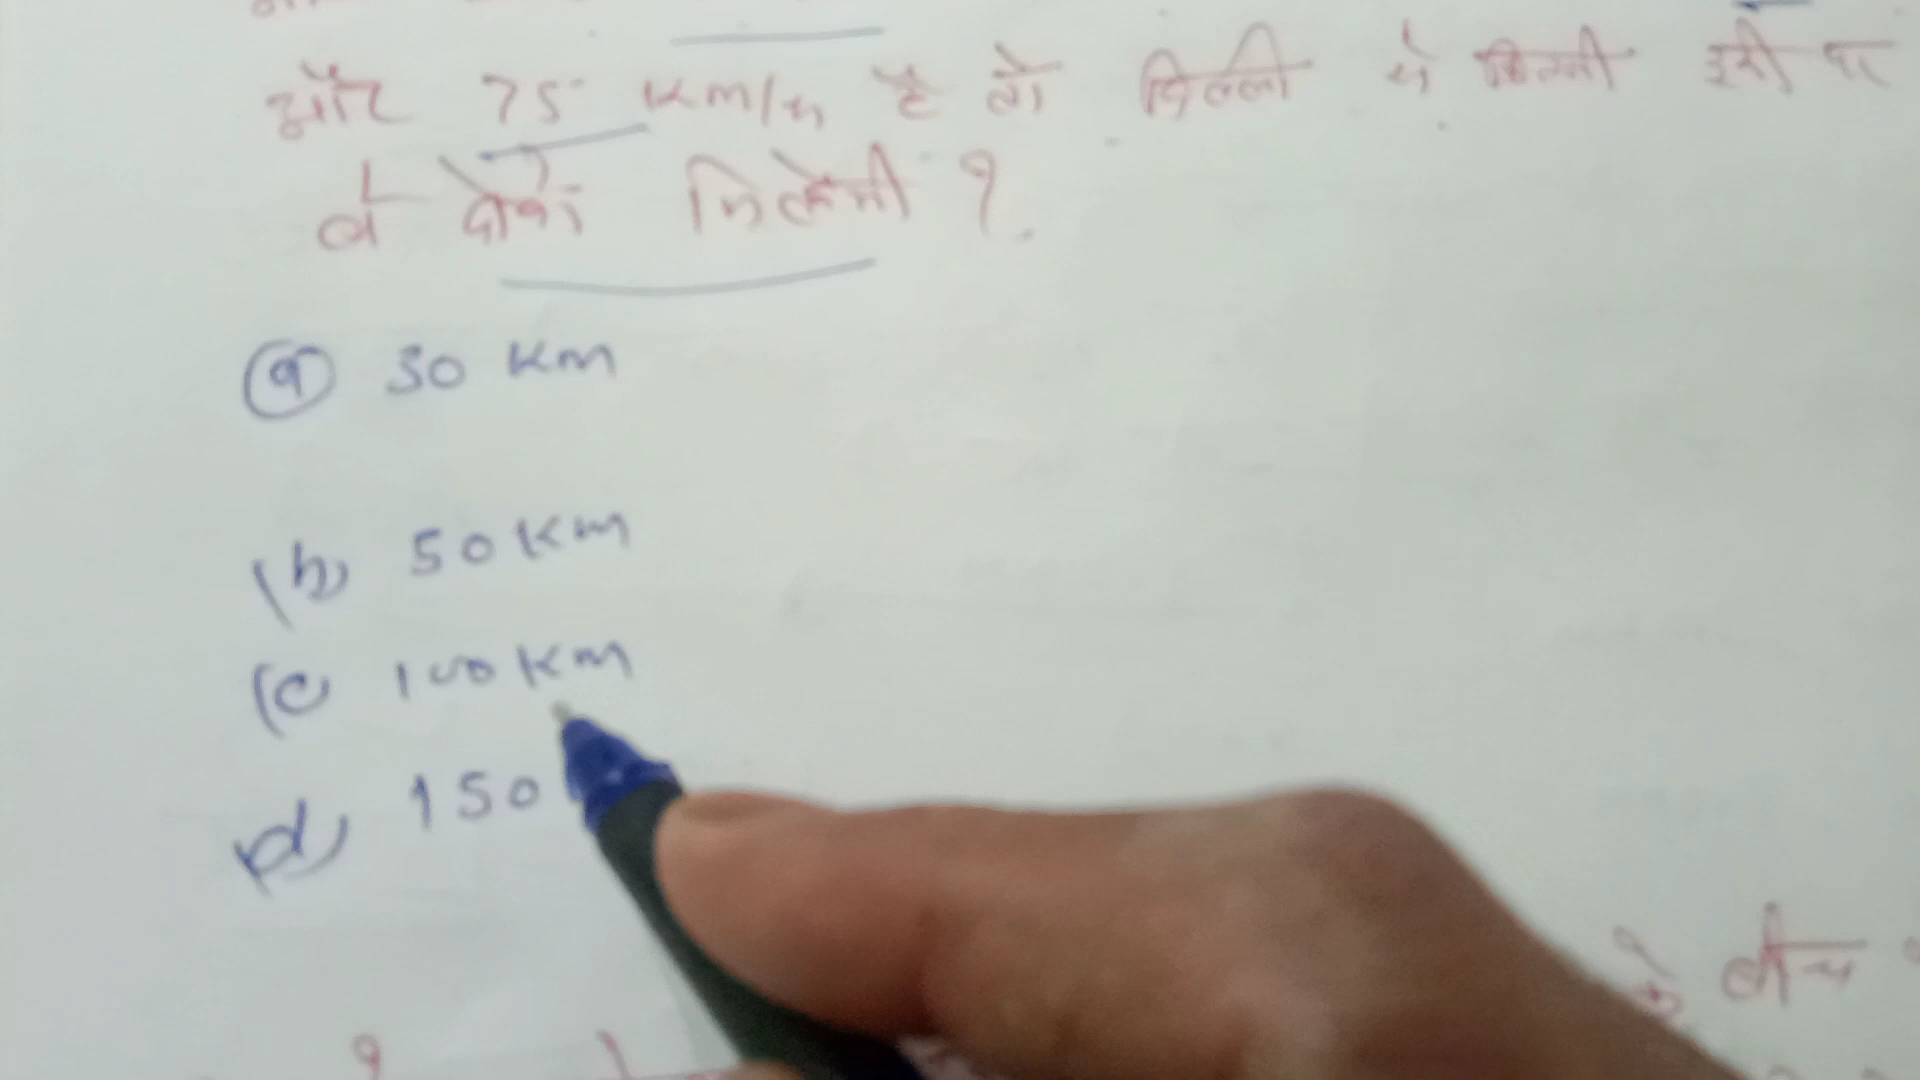 और 75 km/h है तो दिल्ली से कितनी दूरी पर
वे दोनों मिलेगी ?
(a) 30 km
(b) 50 km
(c) 100 km
(d) 150
के बीच